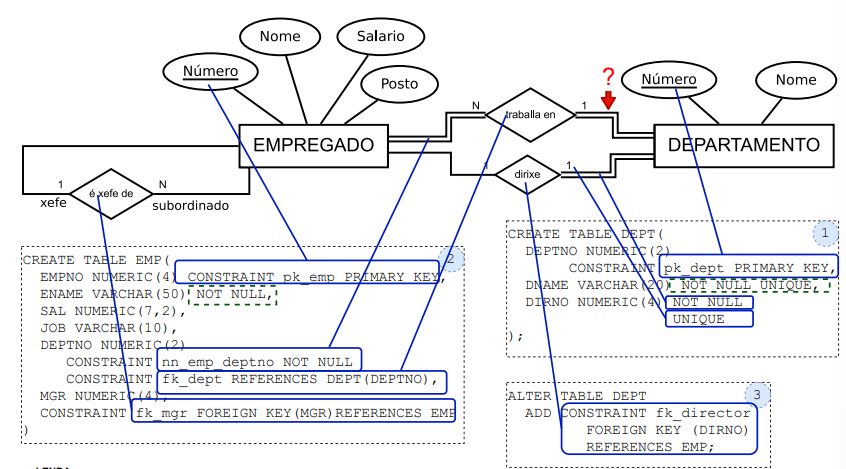 Nome
Salario
Número
Posto
?
Número
Nome
N
traballa en
1
EMPREGADO
DEPARTAMENTO
1
dirixe
1
1
é xefe de
N
xefe
subordinado
1
CREATE TABLE DEPT(
DEPTNO NUMERIC(2)
CONSTRAINT pk_dept PRIMARY KEY,
DNAME VARCHAR(20) NOT NULL UNIQUE,
DIRNO NUMERIC(4) NOT NULL
UNIQUE
);
2
CREATE TABLE EMP(
EMPNO NUMERIC(4) CONSTRAINT pk_emp PRIMARY KEY,
ENAME VARCHAR(50) NOT NULL,
SAL NUMERIC(7,2),
JOB VARCHAR(10),
DEPTNO NUMERIC(2)
CONSTRAINT nn_emp_deptno NOT NULL
CONSTRAINT fk_dept REFERENCES DEPT(DEPTNO),
MGR NUMERIC(4),
CONSTRAINT fk_mgr FOREIGN KEY(MGR)REFERENCES EMP
)
3
ALTER TABLE DEPT
ADD CONSTRAINT fk_director
FOREIGN KEY (DIRNO)
REFERENCES EMP;